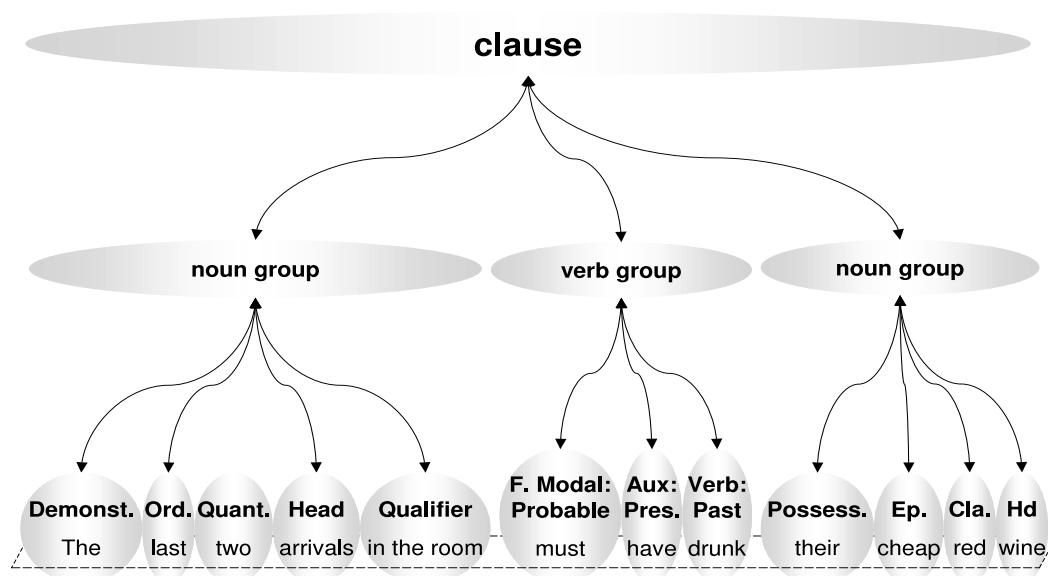 clause
noun group verb group noun group
Demonst. Ord. Quant. Head Qualifier F. Modal: Probable Aux: Pres. Verb: Past Possess. Ep. Cla. Hd
The last two arrivals in the room must have drunk their cheap red wine